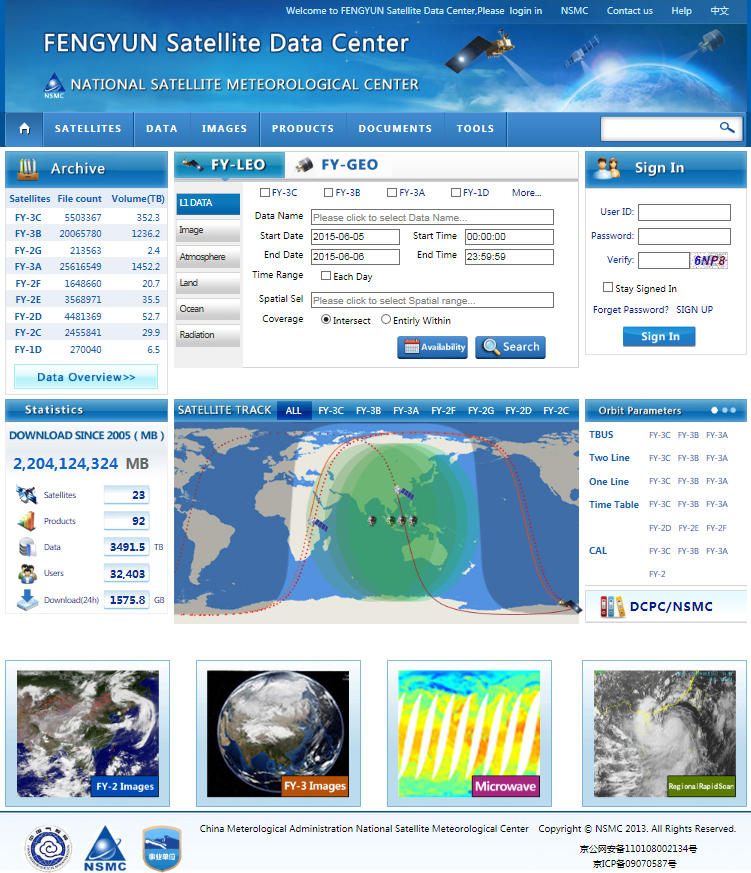 Welcome to FENGYUN Satellite Data Center,Please login in NSMC Contact us Help 中文
FENGYUN Satellite Data Center
NSMC NATIONAL SATELLITE METEOROLOGICAL CENTER
SATELLITES DATA IMAGES PRODUCTS DOCUMENTS TOOLS
Archive
Satellites File count Volume(TB)
FY-3C 5503367 352.3
FY-3B 20065780 1236.2
FY-2G 213563 2.4
FY-3A 25616549 1452.2
FY-2F 1648660 20.7
FY-2E 3568971 35.5
FY-2D 4481369 52.7
FY-2C 2455841 29.9
FY-1D 270040 6.5
Data Overview>>
FY-LEO FY-GEO
L1 DATA
Image
Atmosphere
Land
Ocean
Radiation
FY-3C FY-3B FY-3A FY-1D More...
Data Name Please click to select Data Name...
Start Date 2015-06-05 Start Time 00:00:00
End Date 2015-06-06 End Time 23:59:59
Time Range Each Day
Spatial Sel Please click to select Spatial range...
Coverage Intersect Entirly Within
Availability Search
Sign In
User ID:
Password:
Verify: 6NP8
Stay Signed In
Forget Password? SIGN UP
Sign In
Statistics
DOWNLOAD SINCE 2005 ( MB )
2,204,124,324 MB
Satellites 23
Products 92
Data 3491.5 TB
Users 32,403
Download(24h) 1575.8 GB
SATELLITE TRACK ALL FY-3C FY-3B FY-3A FY-2F FY-2G FY-2D FY-2C
Orbit Parameters
TBUS FY-3C FY-3B FY-3A
Two Line FY-3C FY-3B FY-3A
One Line FY-3C FY-3B FY-3A
Time Table FY-3C FY-3B FY-3A
FY-2D FY-2E FY-2F
CAL FY-3C FY-3B FY-3A
FY-2
DCPC/NSMC
FY-2 Images
FY-3 Images
Microwave
RegionalRapidScan
NSMC
事业单位
China Meterological Administration National Satellite Meteorological Center Copyright © NSMC 2013. All Rights Reserved.
京公网安备110108002134号
京ICP备09070587号